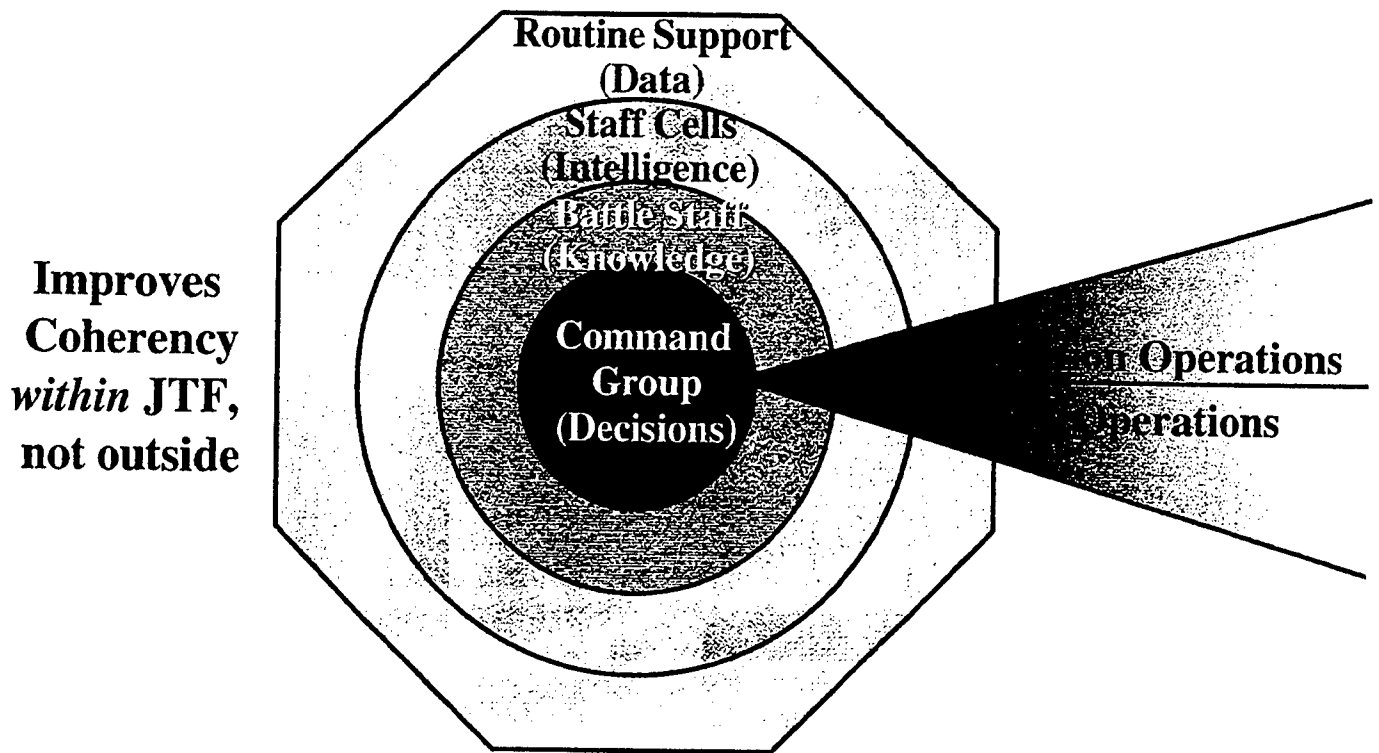 Routine Support
(Data)
Staff Cells
(Intelligence)
Battle Staff
(Knowledge)
Command
Group
(Decisions)
Improves
Coherency
within JTF,
not outside
Operations
Operations